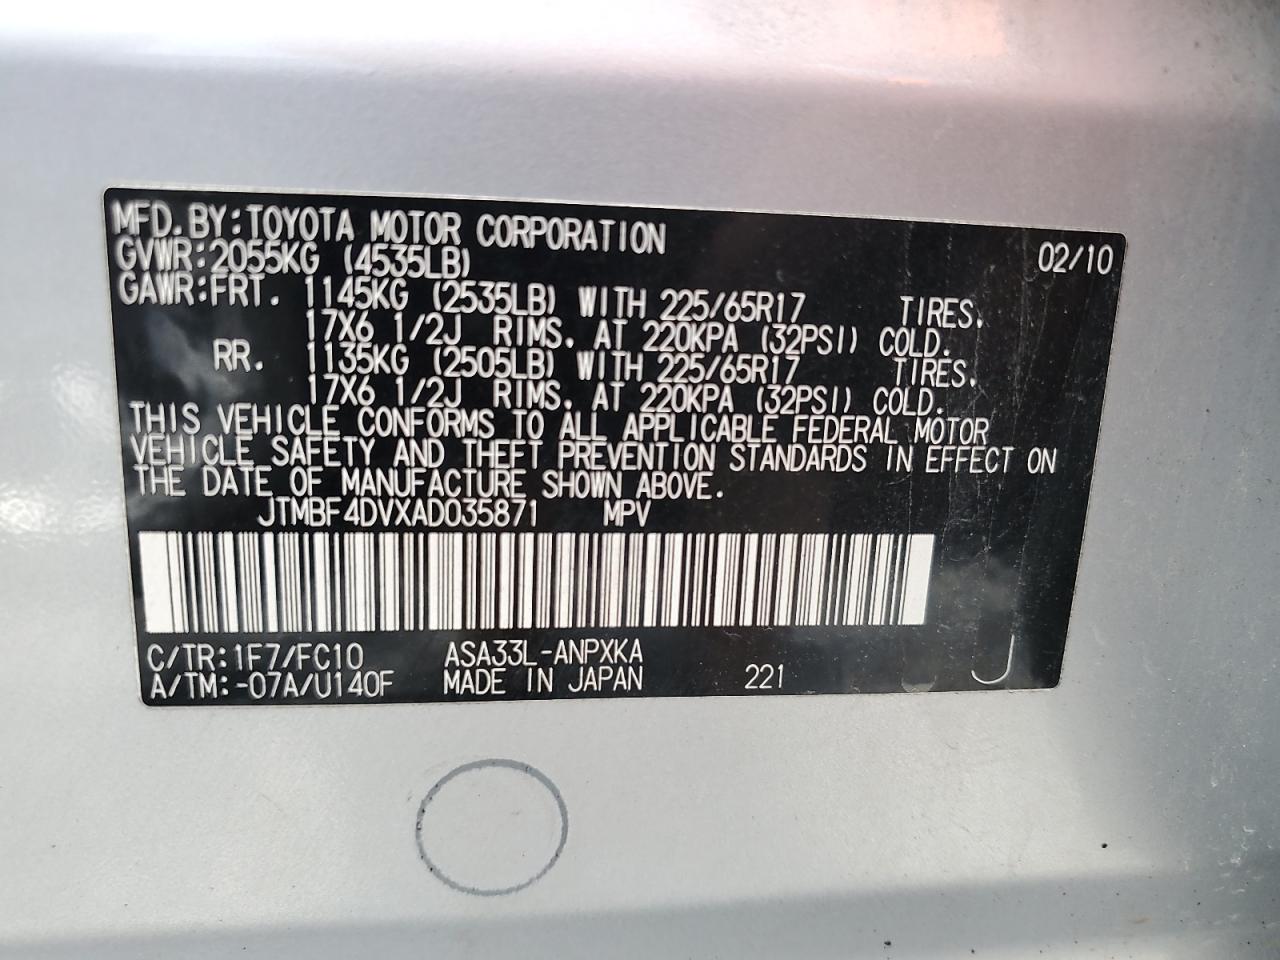 MFD. BY: TOYOTA MOTOR CORPORATION 02/10
GVWR: 2055KG (4535LB)
GAWR: FRT. 1145KG (2535LB) WITH 225/65R17 TIRES.
17X6 1/2J RIMS. AT 220KPA (32PSI) COLD.
RR. 1135KG (2505LB) WITH 225/65R17 TIRES.
17X6 1/2J RIMS. AT 220KPA (32PSI) COLD.
THIS VEHICLE CONFORMS TO ALL APPLICABLE FEDERAL MOTOR
VEHICLE SAFETY AND THEFT PREVENTION STANDARDS IN EFFECT ON
THE DATE OF MANUFACTURE SHOWN ABOVE.
JTMBF4DVXAD035871 MPV
C/TR: 1F7/FC10 ASA33L-ANPXKA
A/TM: -07A/U140F MADE IN JAPAN 221 J